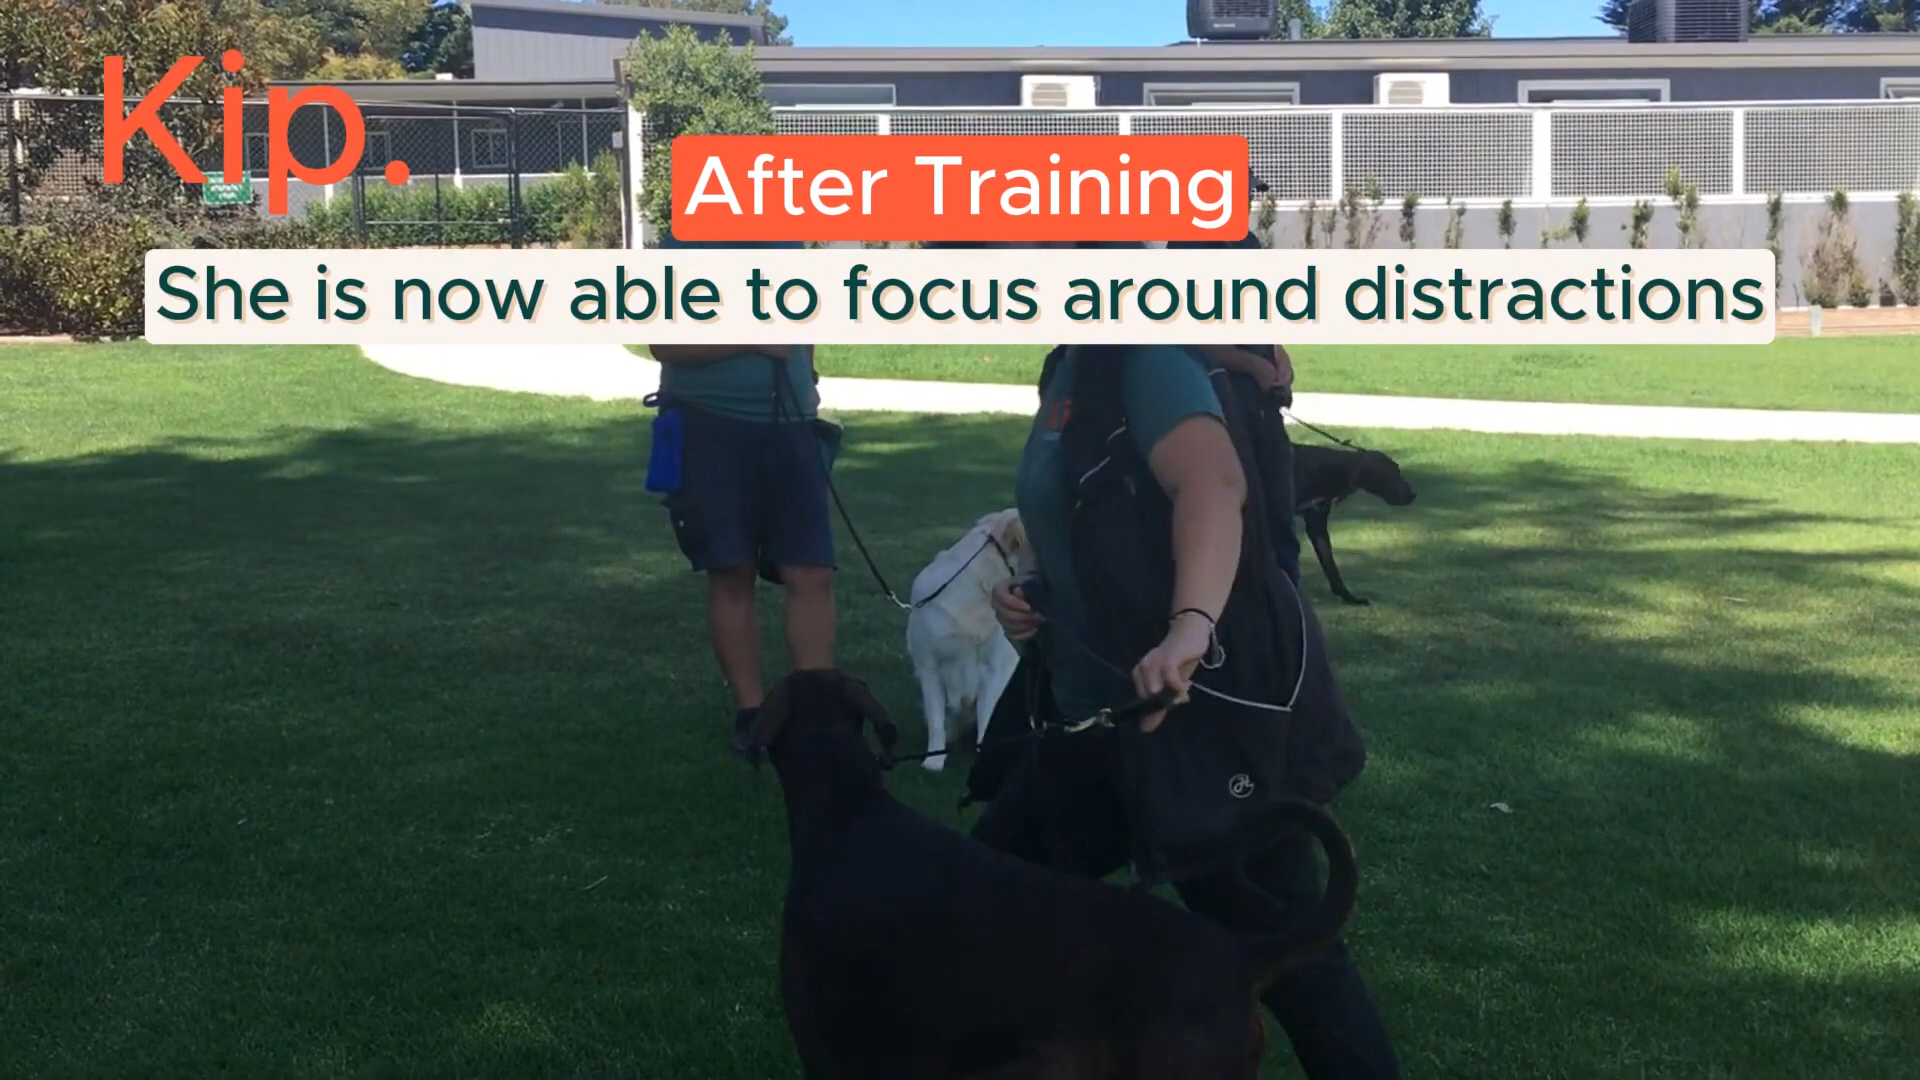 Kip.
After Training
She is now able to focus around distractions